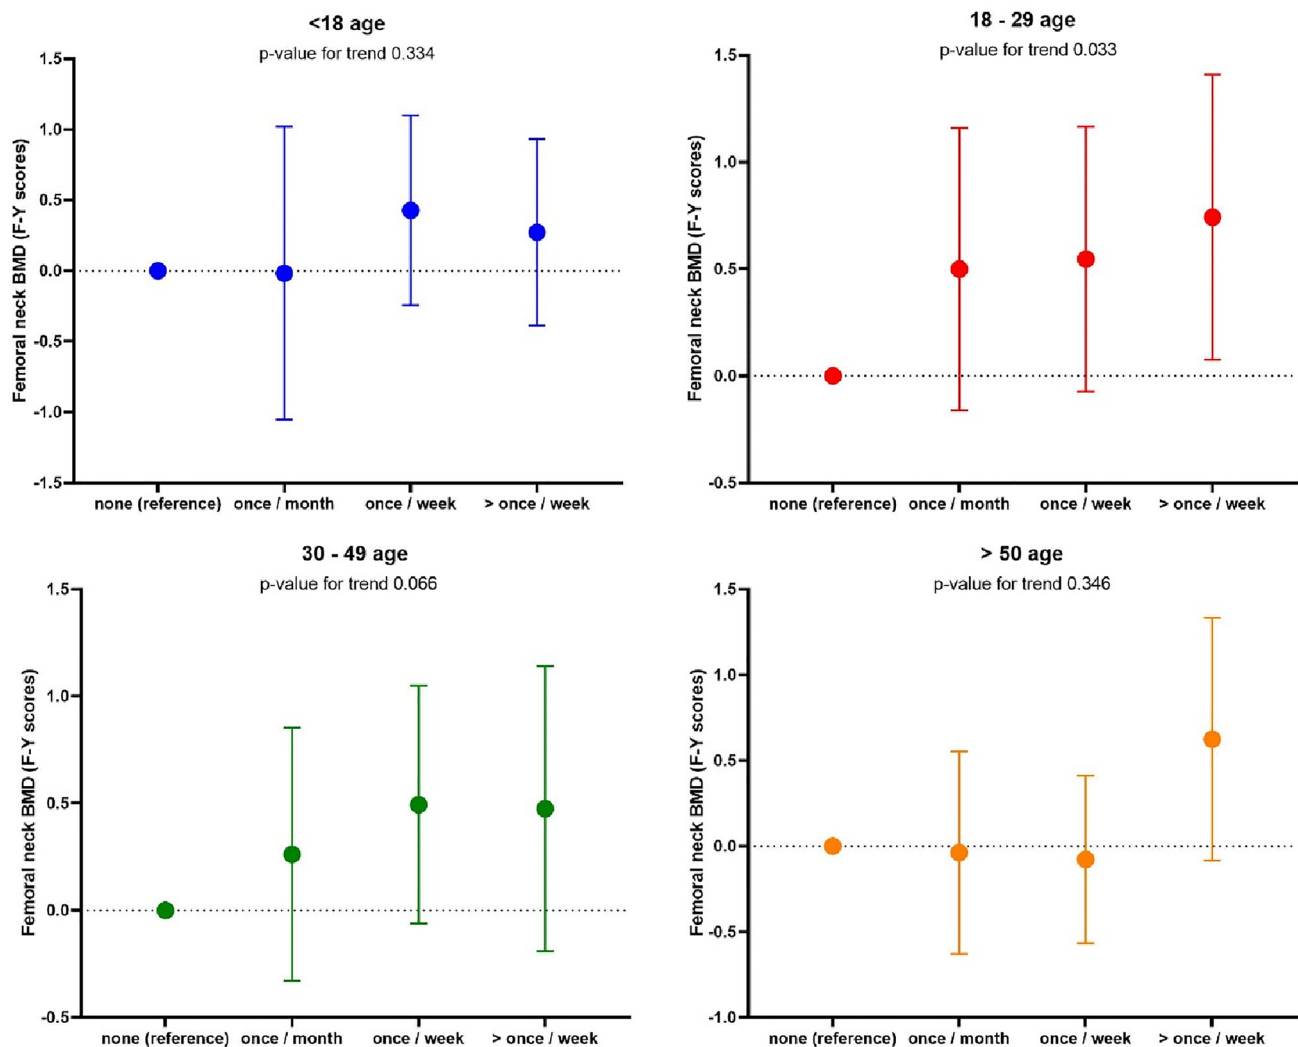 <18 age
p-value for trend 0.334
Femoral neck BMD (F-Y scores)
1.5
1.0
0.5
0.0
-0.5
-1.0
-1.5
none (reference) once / month once / week > once / week
18 - 29 age
p-value for trend 0.033
Femoral neck BMD (F-Y scores)
1.5
1.0
0.5
0.0
-0.5
none (reference) once / month once / week > once / week
30 - 49 age
p-value for trend 0.066
Femoral neck BMD (F-Y scores)
1.5
1.0
0.5
0.0
-0.5
none (reference) once / month once / week > once / week
> 50 age
p-value for trend 0.346
Femoral neck BMD (F-Y scores)
1.5
1.0
0.5
0.0
-0.5
-1.0
none (reference) once / month once / week > once / week